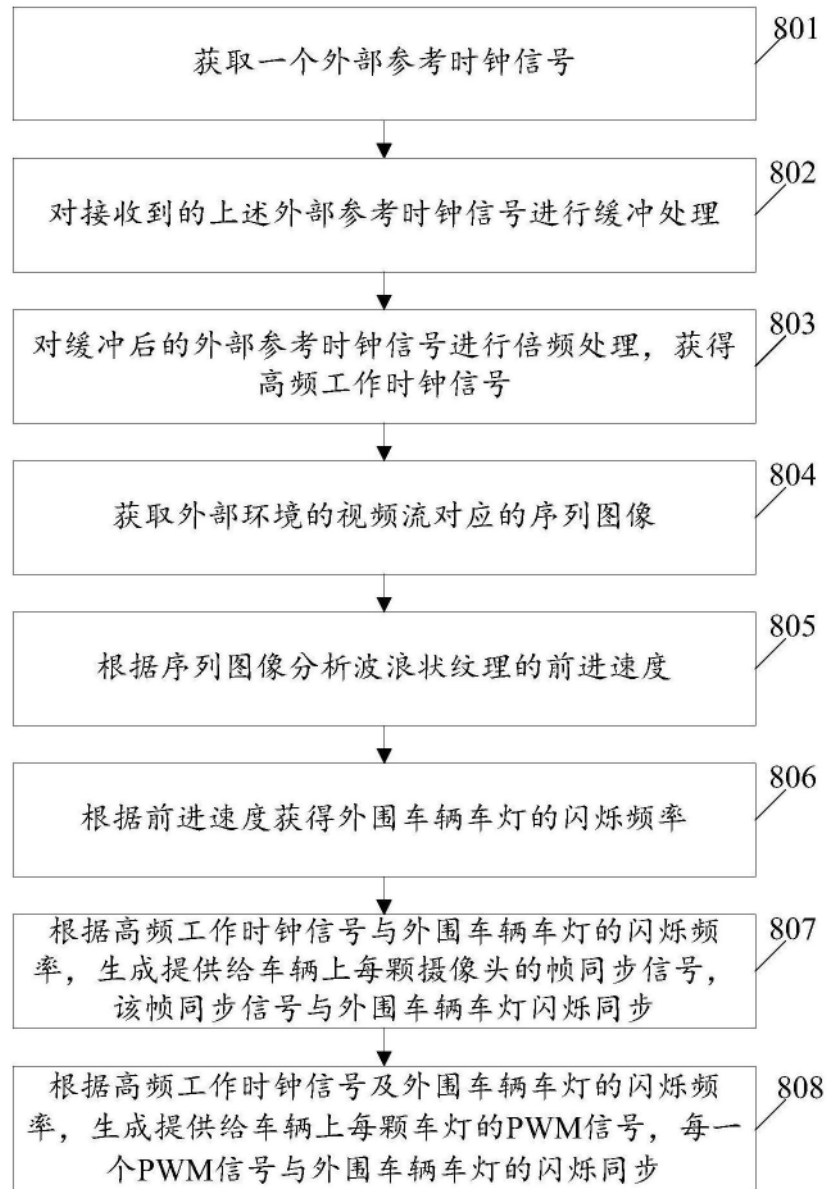 获取一个外部参考时钟信号
801
对接收到的上述外部参考时钟信号进行缓冲处理
802
对缓冲后的外部参考时钟信号进行倍频处理，获得
高频工作时钟信号
803
获取外部环境的视频流对应的序列图像
804
根据序列图像分析波浪状纹理的前进速度
805
根据前进速度获得外围车辆车灯的闪烁频率
806
根据高频工作时钟信号与外围车辆车灯的闪烁频
率，生成提供给车辆上每颗摄像头的帧同步信号，
该帧同步信号与外围车辆车灯闪烁同步
807
根据高频工作时钟信号及外围车辆车灯的闪烁频
率，生成提供给车辆上每颗车灯的PWM信号，每一
个PWM信号与外围车辆车灯的闪烁同步
808